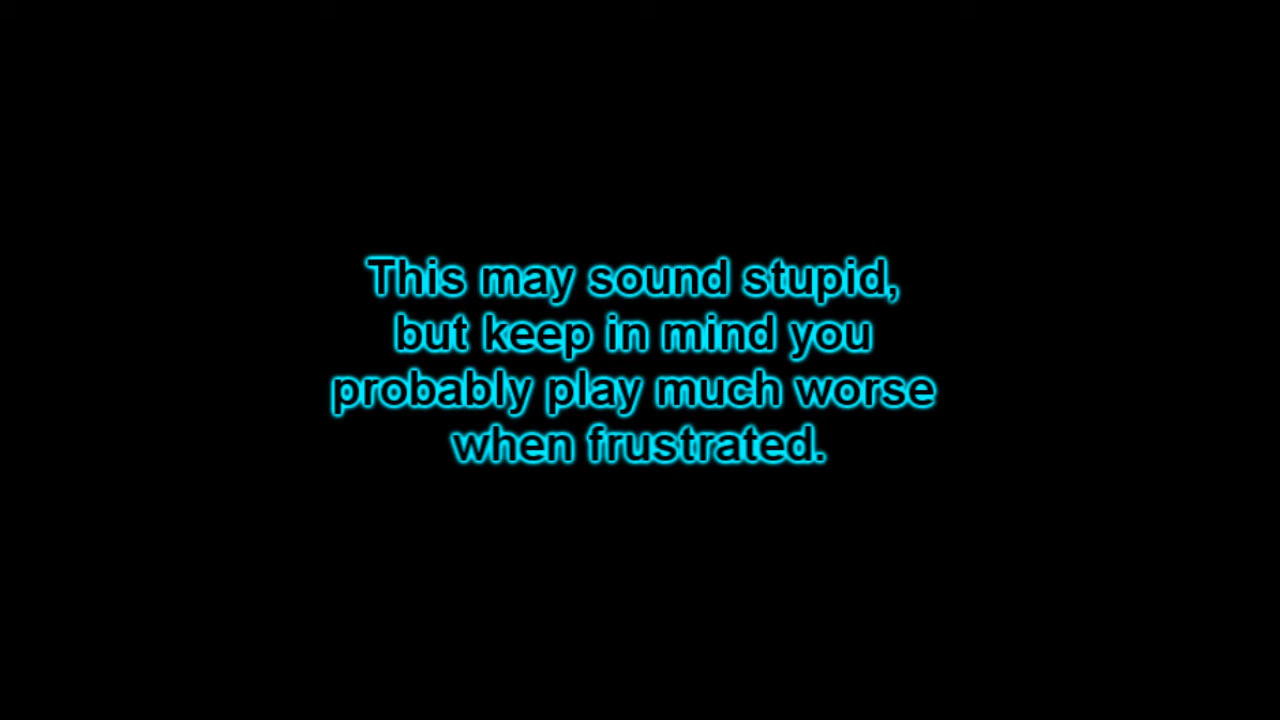 This may sound stupid,
but keep in mind you
probably play much worse
when frustrated.